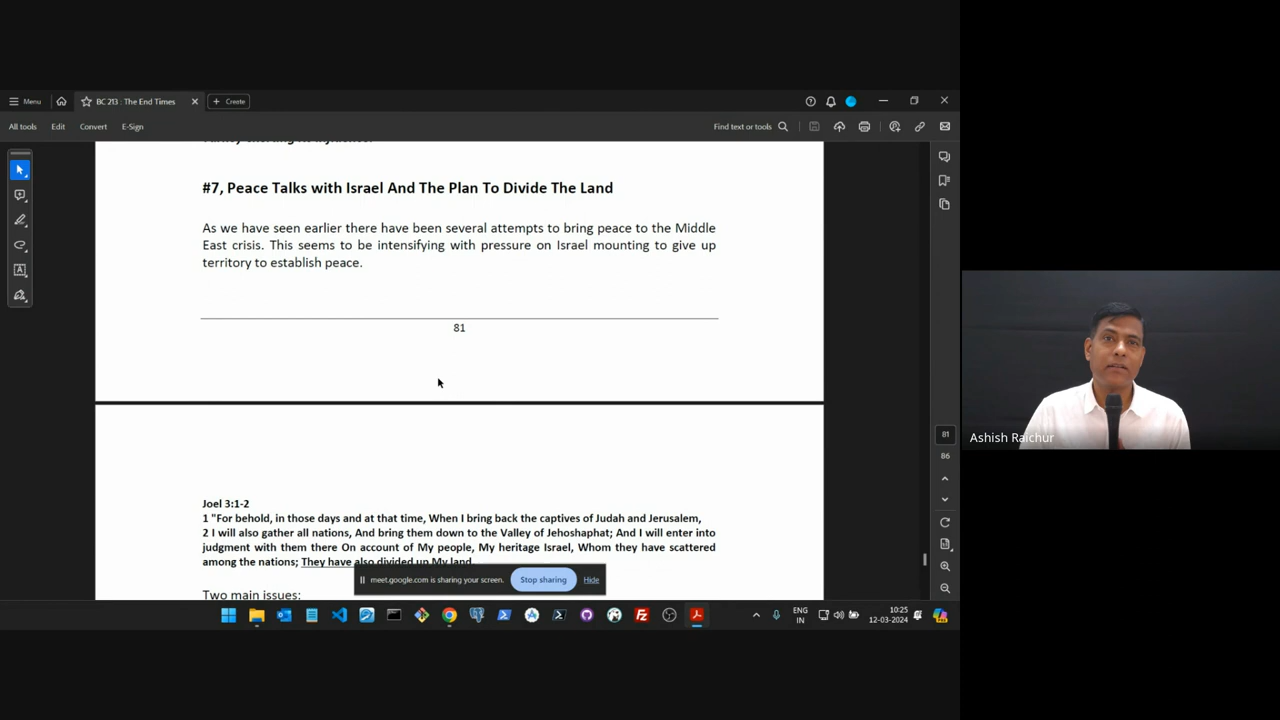 Menu
BC 213 : The End Times
Create
All tools
Edit
Convert
E-Sign
Find text or tools
#7, Peace Talks with Israel And The Plan To Divide The Land
As we have seen earlier there have been several attempts to bring peace to the Middle
East crisis. This seems to be intensifying with pressure on Israel mounting to give up
territory to establish peace.
81
Joel 3:1-2
1 "For behold, in those days and at that time, When I bring back the captives of Judah and Jerusalem,
2 I will also gather all nations, And bring them down to the Valley of Jehoshaphat; And I will enter into
judgment with them there On account of My people, My heritage Israel, Whom they have scattered
among the nations; They have also divided up My land
Two main issues:
meet.google.com is sharing your screen.
Stop sharing
Hide
81
86
ENG
IN
10:25
12-03-2024
Ashish Raichur